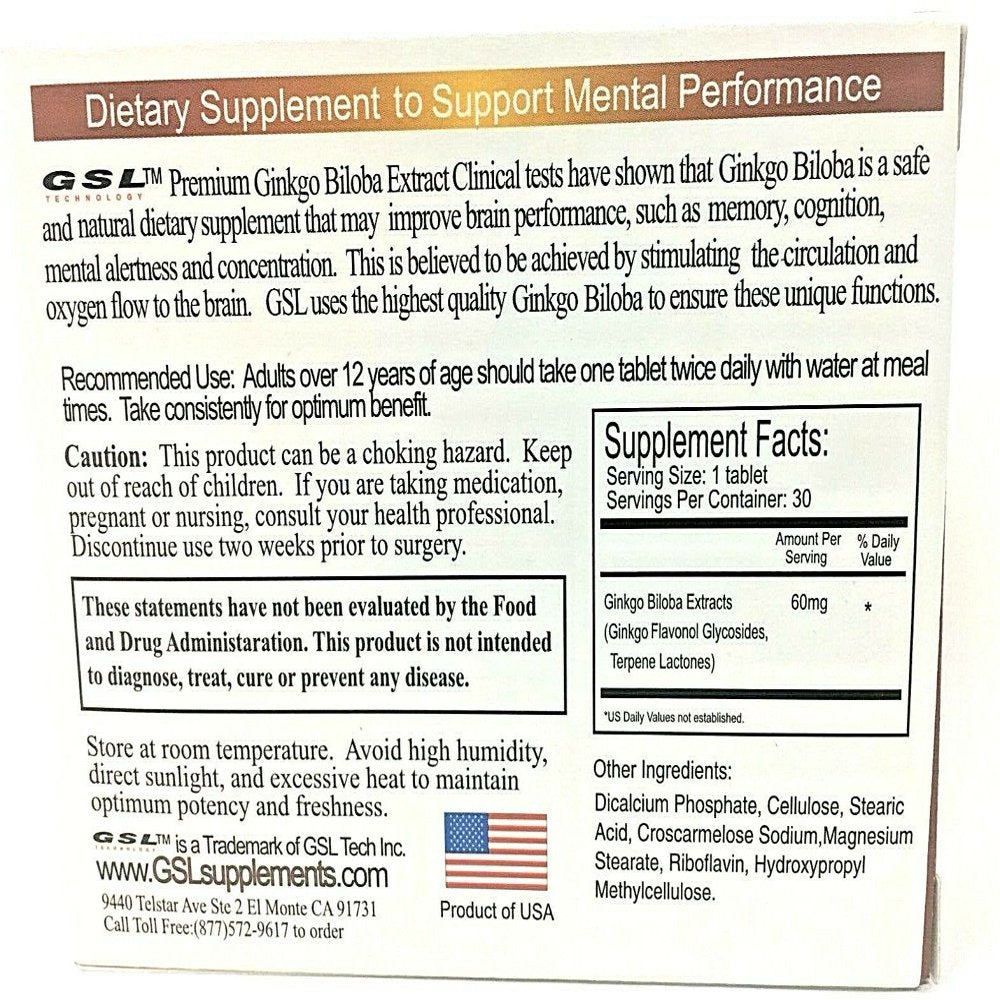 Dietary Supplement to Support Mental Performance
GSL™ Premium Ginkgo Biloba Extract Clinical tests have shown that Ginkgo Biloba is a safe
TECHNOLOGY
and natural dietary supplement that may improve brain performance, such as memory, cognition,
mental alertness and concentration. This is believed to be achieved by stimulating the circulation and
oxygen flow to the brain. GSL uses the highest quality Ginkgo Biloba to ensure these unique functions.
Recommended Use: Adults over 12 years of age should take one tablet twice daily with water at meal
times. Take consistently for optimum benefit.
Caution: This product can be a choking hazard. Keep
out of reach of children. If you are taking medication,
pregnant or nursing, consult your health professional.
Discontinue use two weeks prior to surgery.
These statements have not been evaluated by the Food
and Drug Administaration. This product is not intended
to diagnose, treat, cure or prevent any disease.
Store at room temperature. Avoid high humidity,
direct sunlight, and excessive heat to maintain
optimum potency and freshness.
GSL™ is a Trademark of GSL Tech Inc.
TECHNOLOGY
www.GSLsupplements.com
9440 Telstar Ave Ste 2 El Monte CA 91731
Call Toll Free:(877)572-9617 to order
Product of USA
Supplement Facts:
Serving Size: 1 tablet
Servings Per Container: 30
Amount Per % Daily
Serving Value
Ginkgo Biloba Extracts 60mg *
(Ginkgo Flavonol Glycosides,
Terpene Lactones)
*US Daily Values not established.
Other Ingredients:
Dicalcium Phosphate, Cellulose, Stearic
Acid, Croscarmelose Sodium,Magnesium
Stearate, Riboflavin, Hydroxypropyl
Methylcellulose.